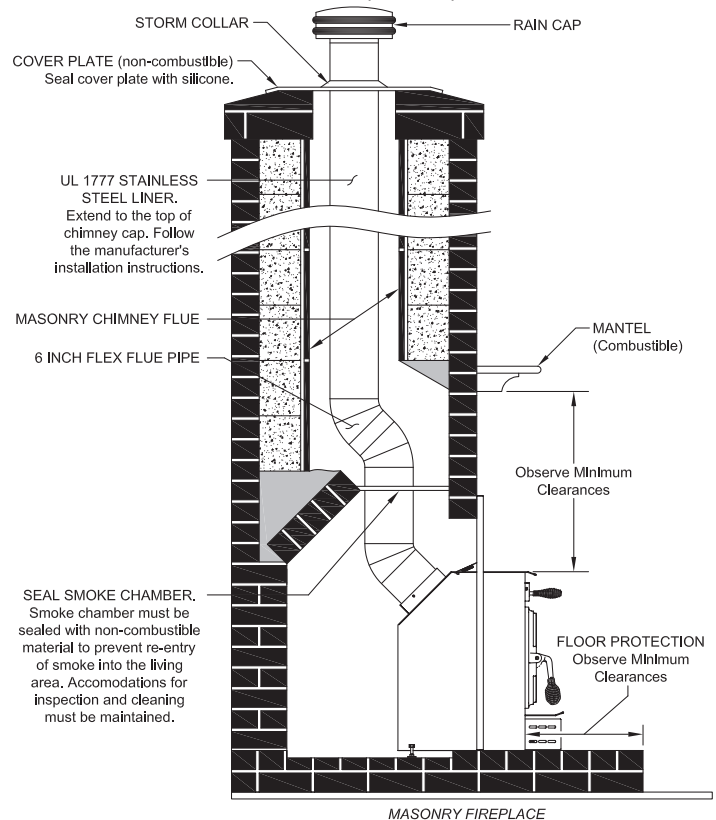 STORM COLLAR
RAIN CAP
COVER PLATE (non-combustible)
Seal cover plate with silicone.
UL 1777 STAINLESS
STEEL LINER.
Extend to the top of
chimney cap. Follow
the manufacturer's
installation instructions.
MASONRY CHIMNEY FLUE
MANTEL
(Combustible)
6 INCH FLEX FLUE PIPE
Observe Minimum
Clearances
SEAL SMOKE CHAMBER.
Smoke chamber must be
sealed with non-combustible
material to prevent re-entry
of smoke into the living
area. Accomodations for
inspection and cleaning
must be maintained.
FLOOR PROTECTION
Observe Minimum
Clearances
MASONRY FIREPLACE